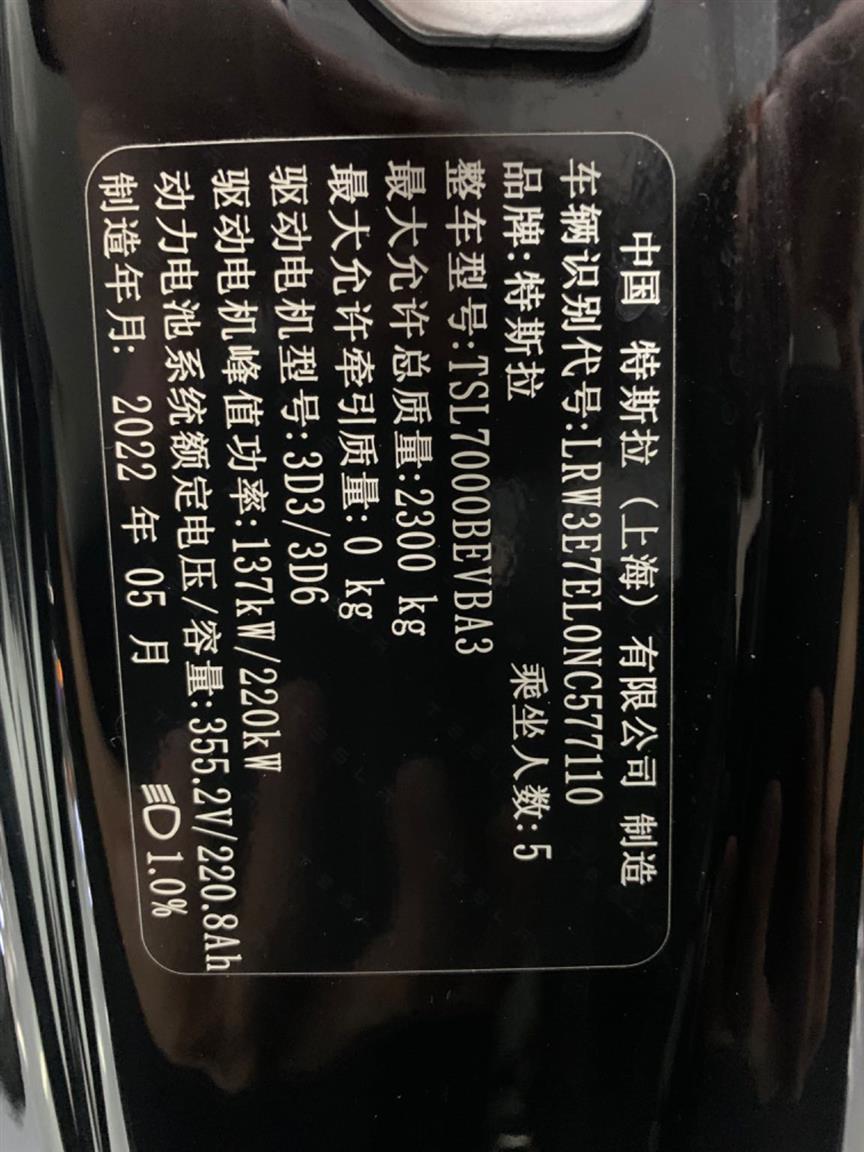 中国 特斯拉（上海）有限公司 制造
车辆识别代号:LRW3E7EL0NC577110
品牌:特斯拉 乘坐人数:5
整车型号:TSL7000BEVBA3
最大允许总质量:2300 kg
最大允许牵引质量:0 kg
驱动电机型号:3D3/3D6
驱动电机峰值功率:137kW/220kW
动力电池系统额定电压/容量:355.2V/220.8Ah
制造年月: 2022 年 05 月 1.0%